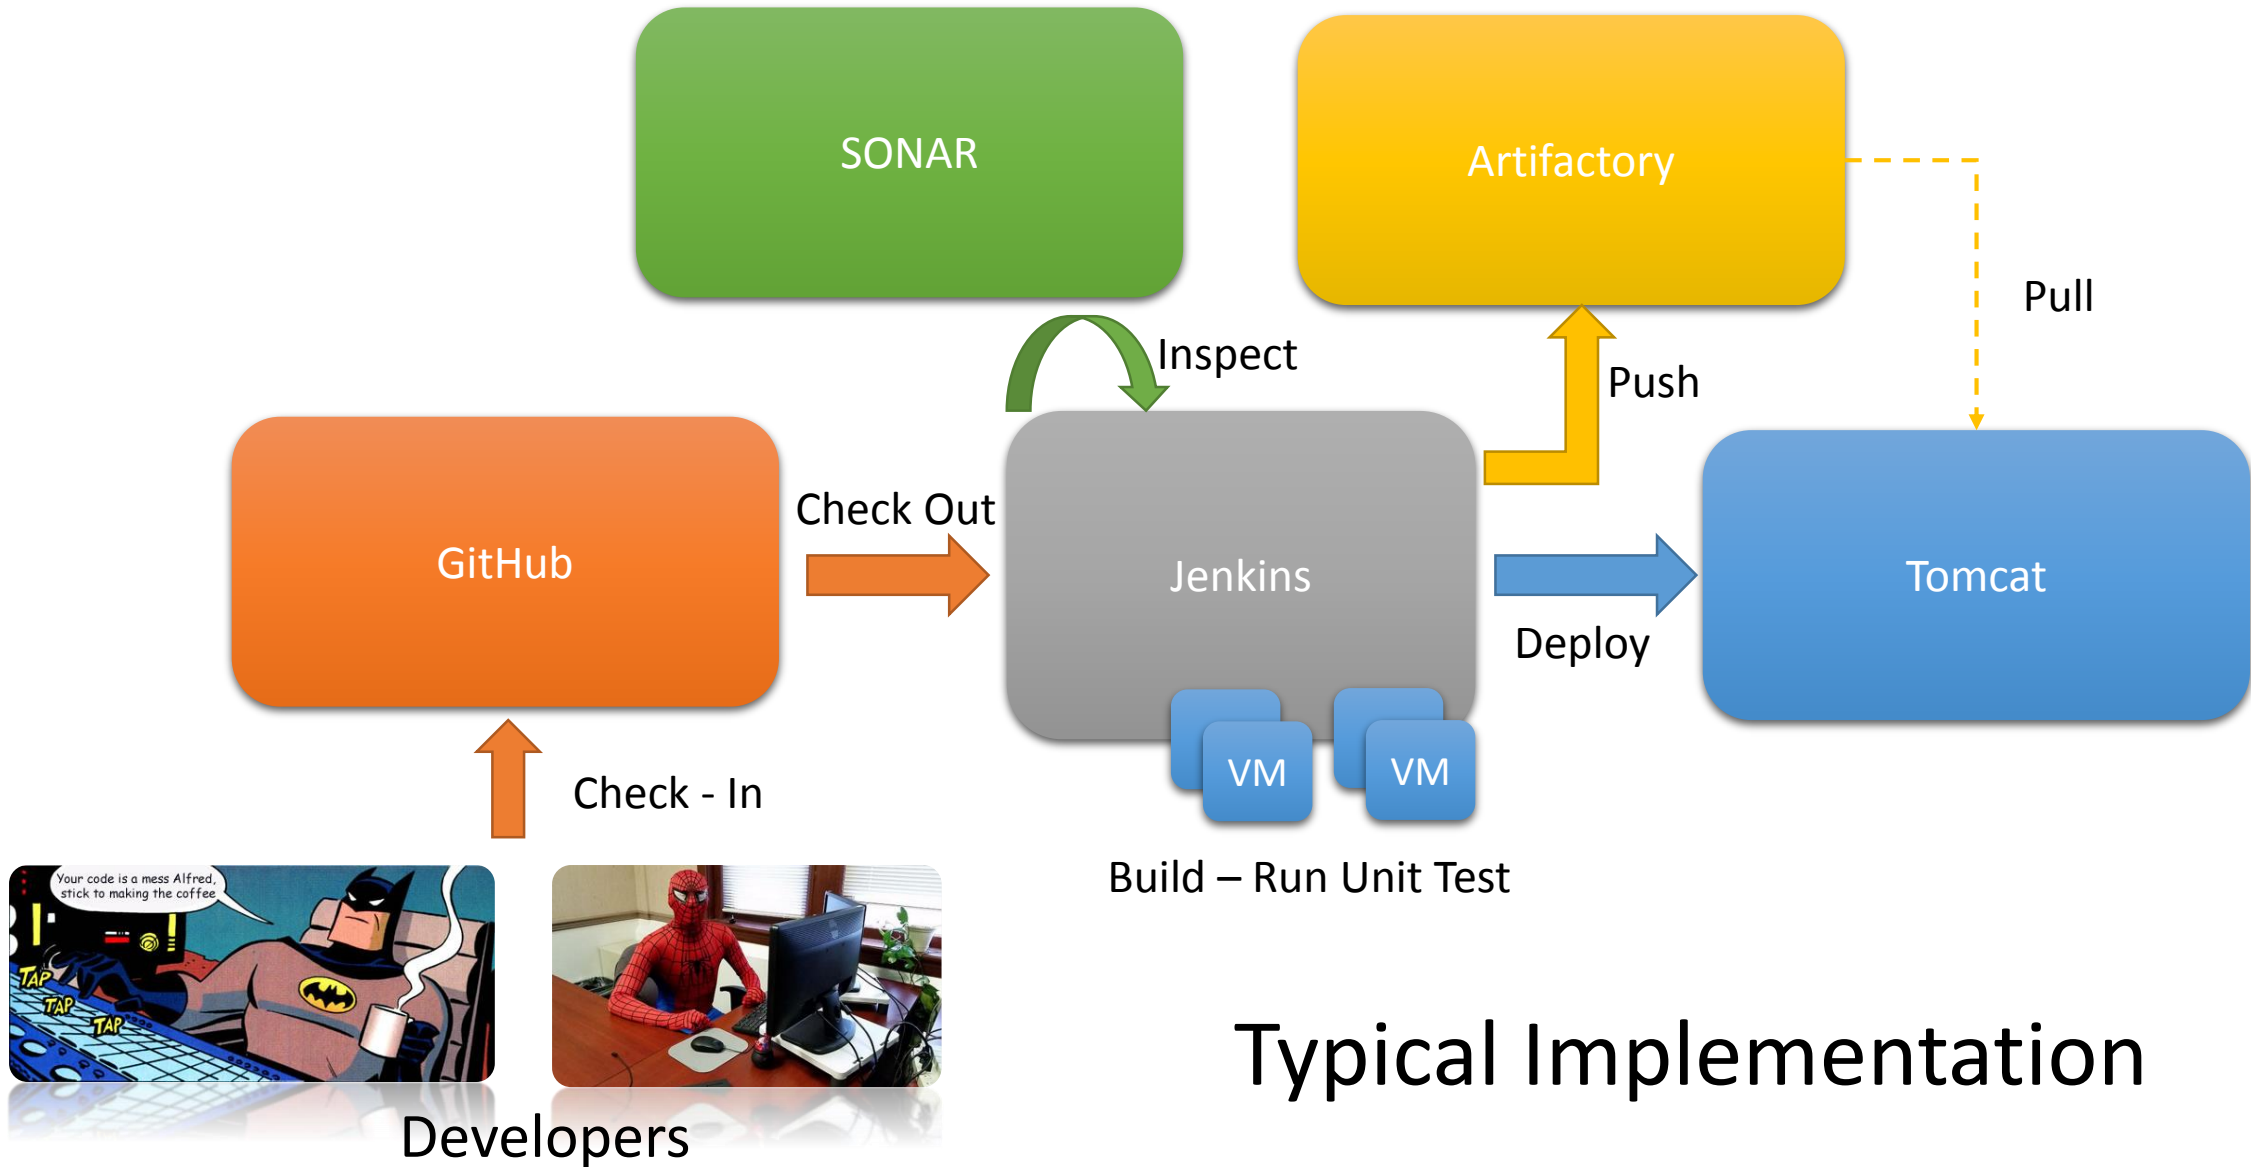 SONAR
Artifactory
Pull
Inspect
Push
Check Out
GitHub
Jenkins
Tomcat
Deploy
VM
VM
Check - In
Build – Run Unit Test
Your code is a mess Alfred,
stick to making the coffee
TAP
TAP
TAP
Typical Implementation
Developers